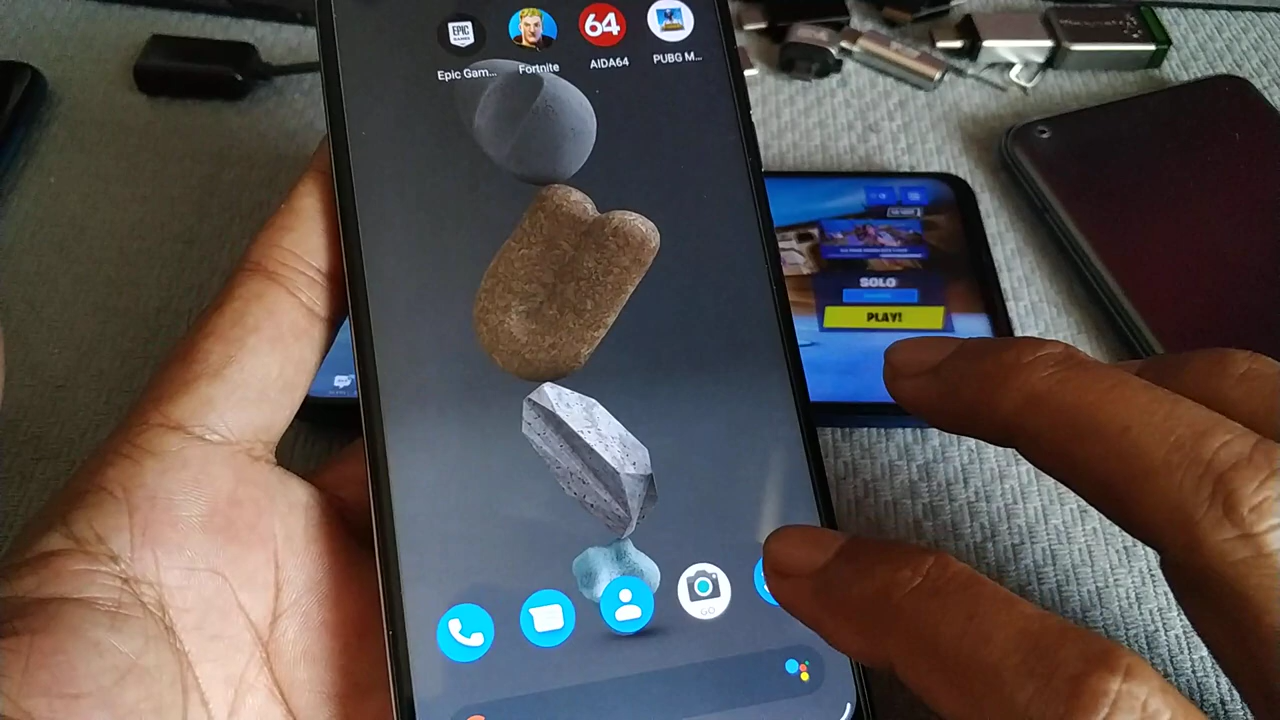 EPIC
GAMES
64
Epic Gam...
Fortnite
AIDA64
PUBG M...
SOLO
PLAY!
GO